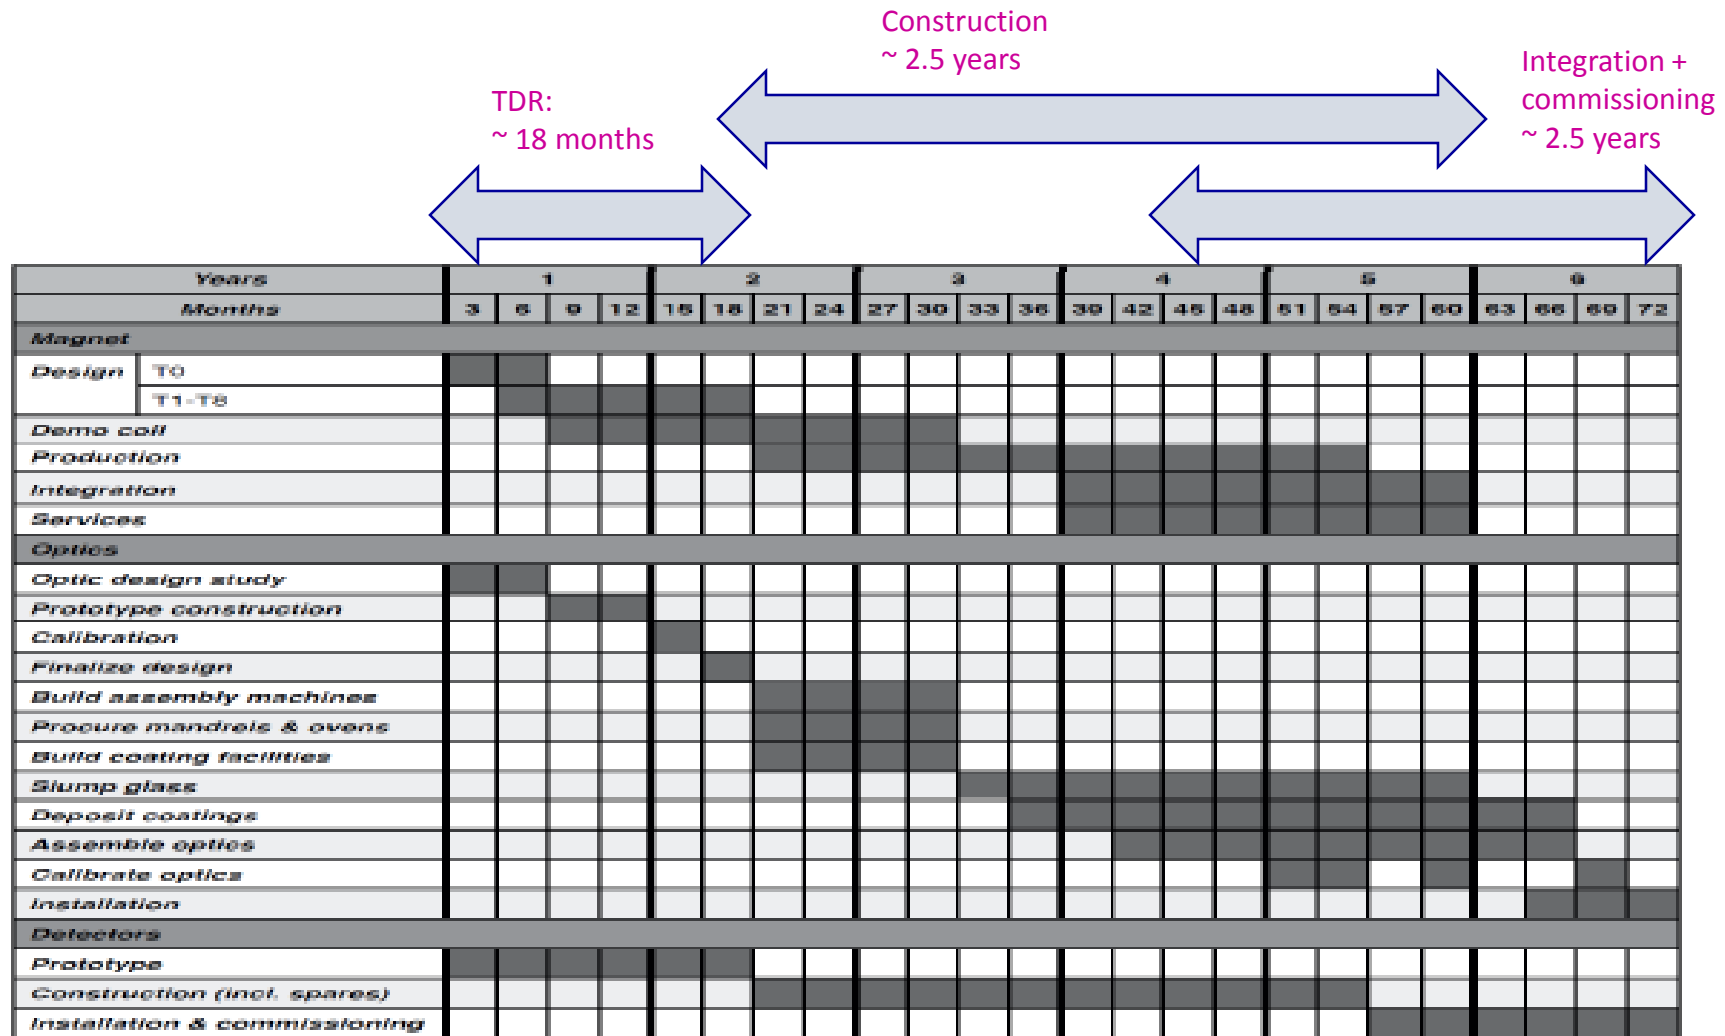 Construction
~ 2.5 years
Integration +
commissioning
~ 2.5 years
TDR:
~ 18 months
Years 1 2 3 4 5 6
Months 3 6 9 12 15 18 21 24 27 30 33 36 39 42 45 48 51 54 57 60 63 66 69 72
Magnet
Design T0
T1-T8
Demo coil
Production
Integration
Services
Optics
Optic design study
Prototype construction
Calibration
Finalize design
Build assembly machines
Procure mandrels & ovens
Build coating facilities
Slump glass
Deposit coatings
Assemble optics
Calibrate optics
Installation
Detectors
Prototype
Construction (incl. spares)
Installation & commissioning